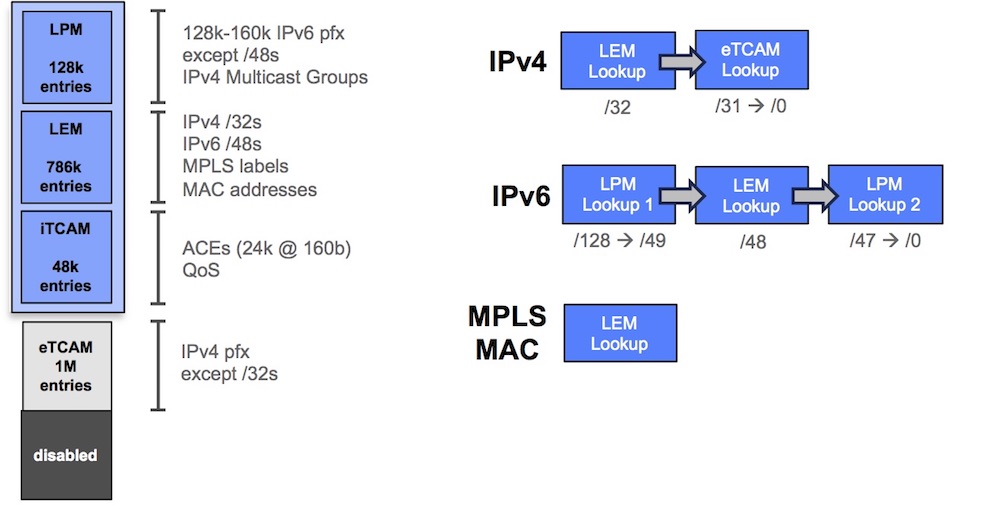 LPM
128k
entries
128k-160k IPv6 pfx
except /48s
IPv4 Multicast Groups
LEM
786k
entries
IPv4 /32s
IPv6 /48s
MPLS labels
MAC addresses
iTCAM
48k
entries
ACEs (24k @ 160b)
QoS
eTCAM
1M
entries
IPv4 pfx
except /32s
disabled
IPv4
LEM
Lookup
/32
eTCAM
Lookup
/31 → /0
IPv6
LPM
Lookup 1
/128 → /49
LEM
Lookup
/48
LPM
Lookup 2
/47 → /0
MPLS
MAC
LEM
Lookup